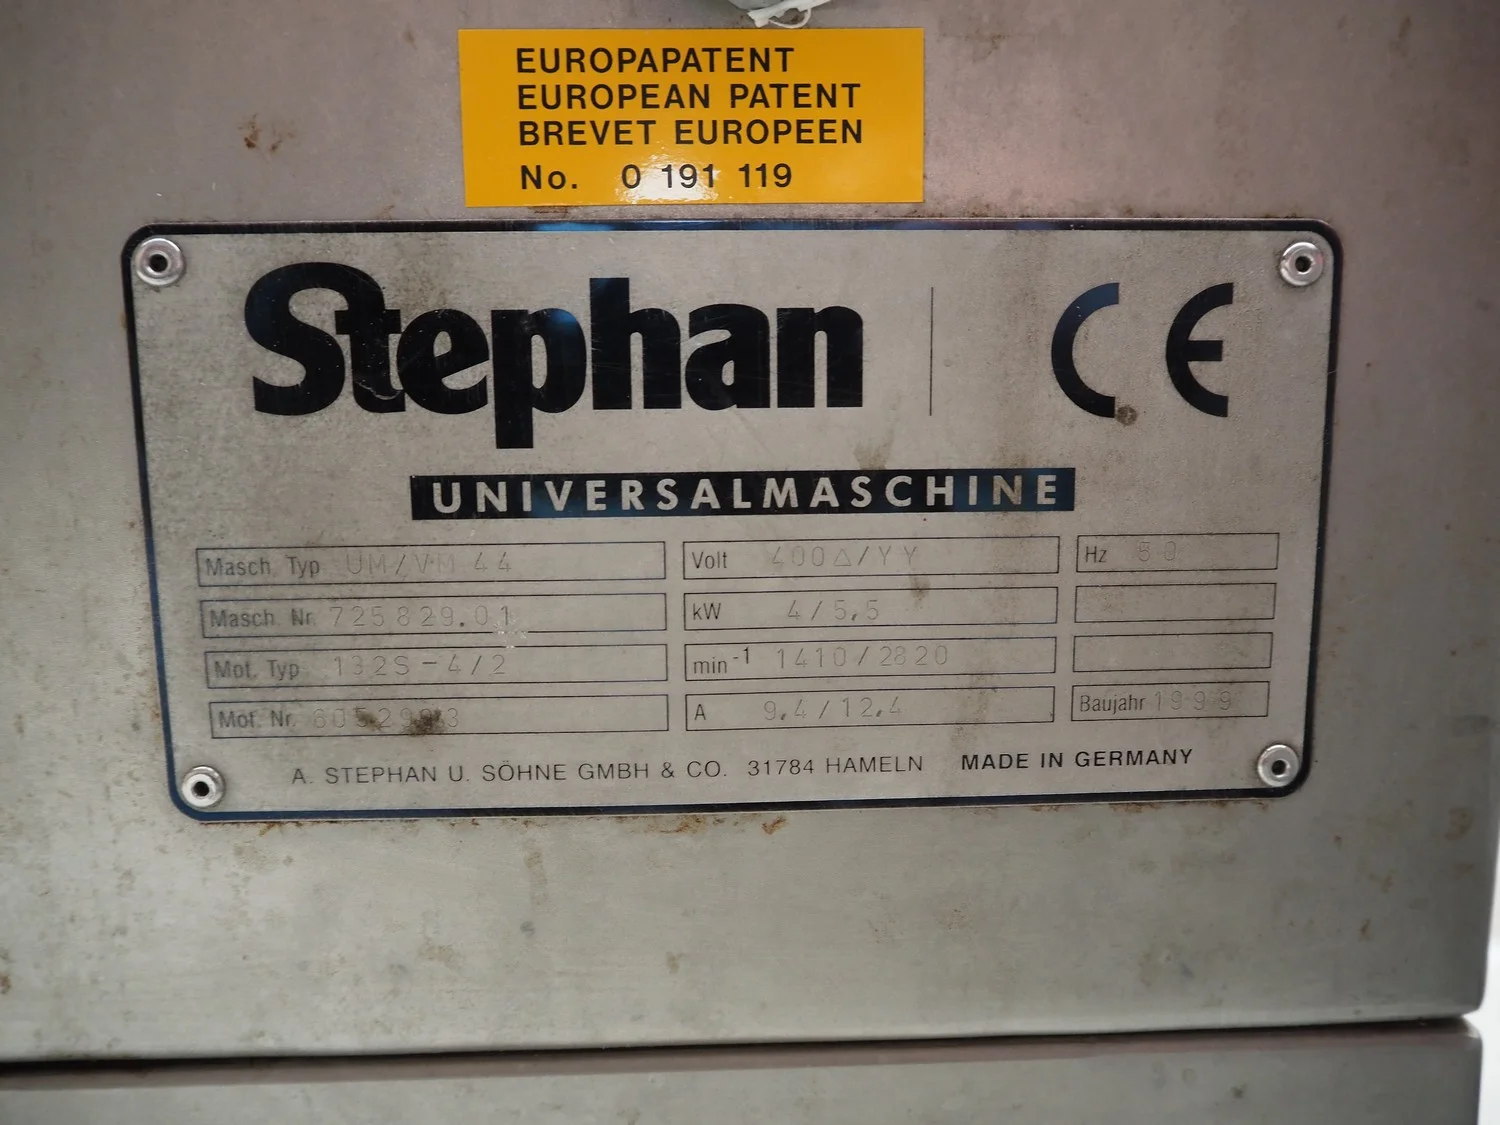 EUROPAPATENT
EUROPEAN PATENT
BREVET EUROPEEN
No. 0 191 119
Stephan CE
UNIVERSALMASCHINE
Masch. Typ UM/VM 44 Volt 400△/YY Hz
Masch. Nr. 725829.01 kW 4/5,5
Mot. Typ 132S-4/2 min-1 1410/2820
Mot. Nr. A 9,4/12,4 Baujahr 1999
A. STEPHAN U. SÖHNE GMBH & CO. 31784 HAMELN MADE IN GERMANY